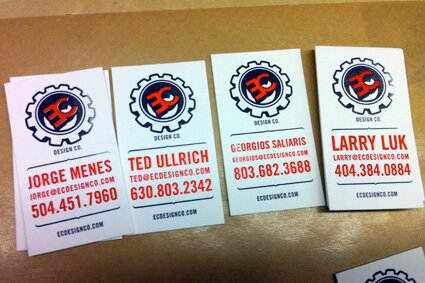 EC
DESIGN CO.
JORGE MENES
JORGE@ECDESIGNCO.COM
504.451.7960
ECDESIGNCO.COM
EC
DESIGN CO.
TED ULLRICH
TED@ECDESIGNCO.COM
630.803.2342
ECDESIGNCO.COM
EC
DESIGN CO.
GEORGIOS SALIARIS
GEORGIOS@ECDESIGNCO.COM
803.682.3688
ECDESIGNCO.COM
EC
DESIGN CO.
LARRY LUK
LARRY@ECDESIGNCO.COM
404.384.0884
ECDESIGNCO.COM